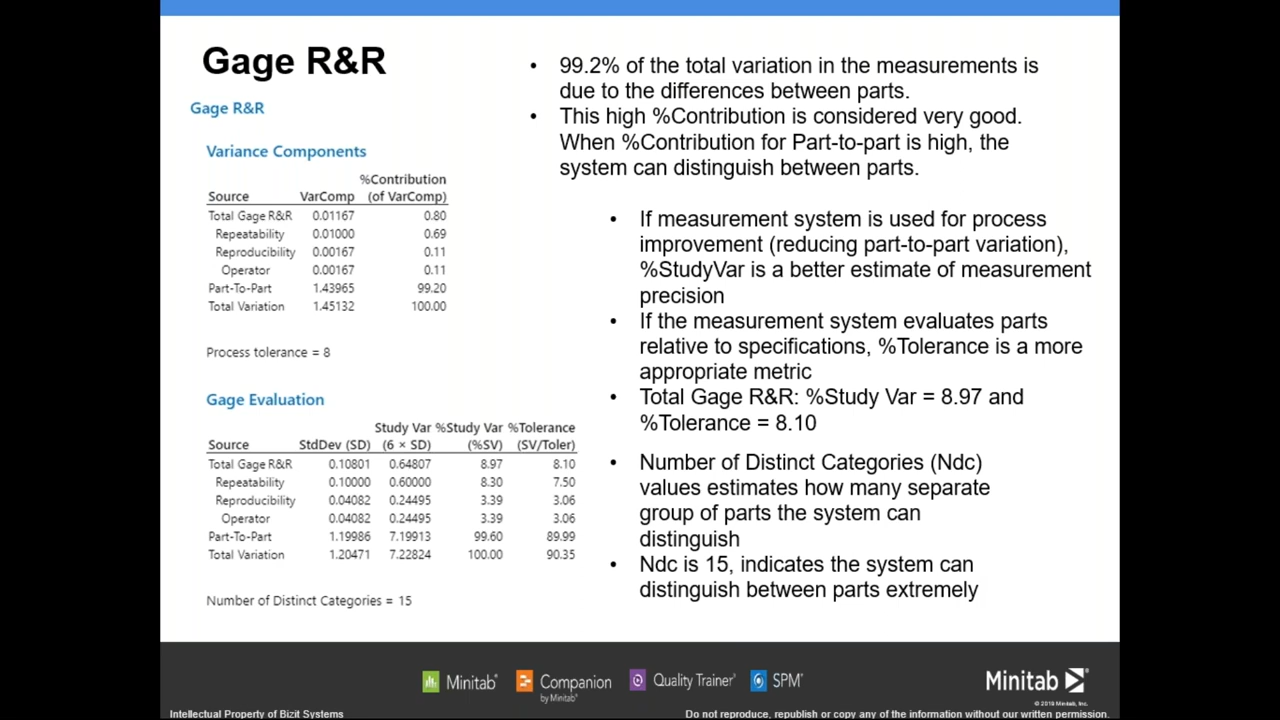 Gage R&R
Gage R&R
Variance Components
%Contribution
Source VarComp (of VarComp)
Total Gage R&R 0.01167 0.80
Repeatability 0.01000 0.69
Reproducibility 0.00167 0.11
Operator 0.00167 0.11
Part-To-Part 1.43965 99.20
Total Variation 1.45132 100.00
Process tolerance = 8
Gage Evaluation
Study Var %Study Var %Tolerance
Source StdDev (SD) (6 × SD) (%SV) (SV/Toler)
Total Gage R&R 0.10801 0.64807 8.97 8.10
Repeatability 0.10000 0.60000 8.30 7.50
Reproducibility 0.04082 0.24495 3.39 3.06
Operator 0.04082 0.24495 3.39 3.06
Part-To-Part 1.19986 7.19913 99.60 89.99
Total Variation 1.20471 7.22824 100.00 90.35
Number of Distinct Categories = 15
• 99.2% of the total variation in the measurements is
due to the differences between parts.
• This high %Contribution is considered very good.
When %Contribution for Part-to-part is high, the
system can distinguish between parts.
• If measurement system is used for process
improvement (reducing part-to-part variation),
%StudyVar is a better estimate of measurement
precision
• If the measurement system evaluates parts
relative to specifications, %Tolerance is a more
appropriate metric
• Total Gage R&R: %Study Var = 8.97 and
%Tolerance = 8.10
• Number of Distinct Categories (Ndc)
values estimates how many separate
group of parts the system can
distinguish
• Ndc is 15, indicates the system can
distinguish between parts extremely
Minitab®
Companion
by Minitab®
Quality Trainer®
SPM®
Minitab®
© 2019 Minitab, Inc.
Intellectual Property of Bizit Systems
Do not reproduce, republish or copy any of the information without our written permission.